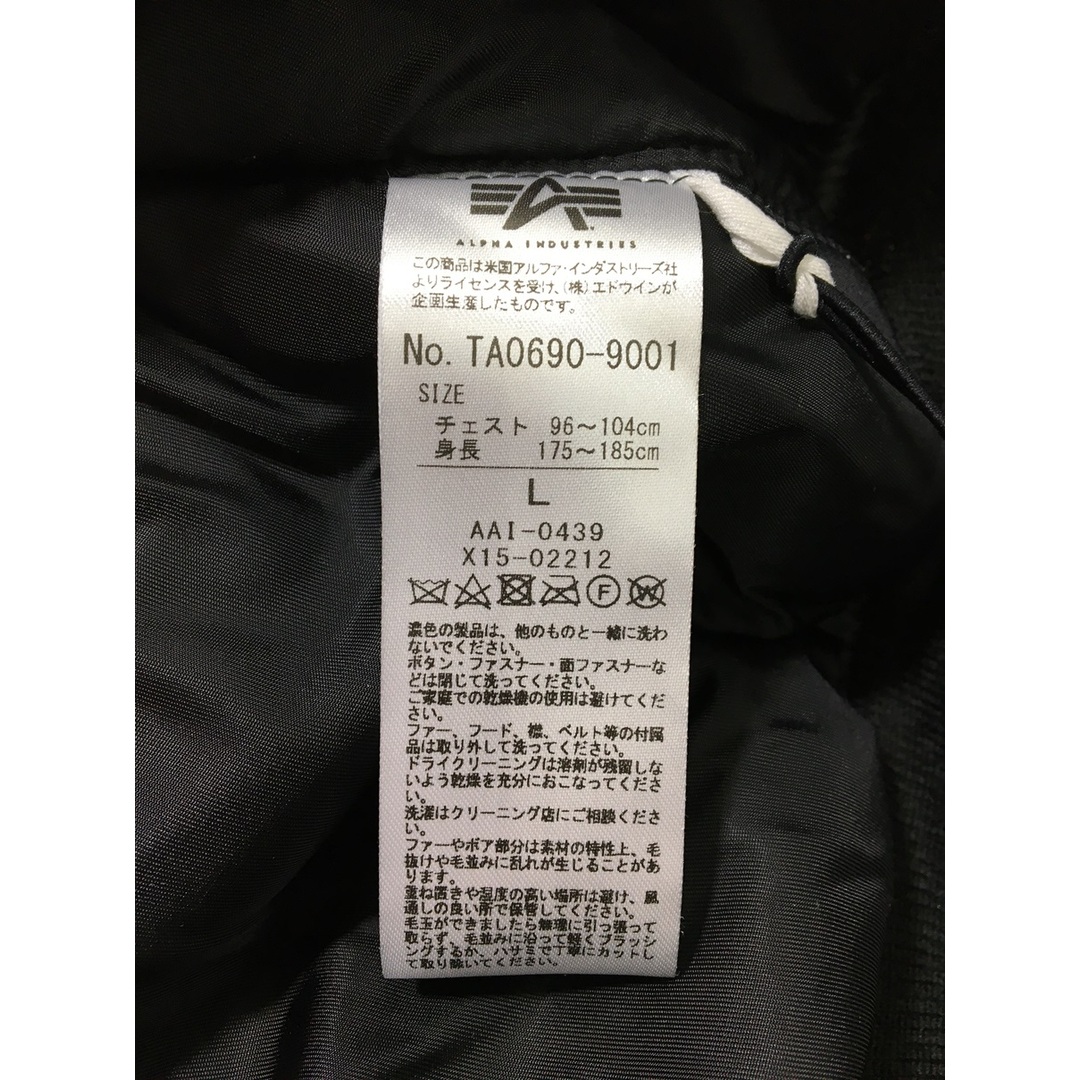 ALPHA INDUSTRIES
この商品は米国アルファ・インダストリーズ社
よりライセンスを受け、(株)エドウインが
企画生産したものです。
No. TA0690-9001
SIZE
チェスト 96〜104cm
身長 175〜185cm
L
AAI-0439
X15-02212
F W
濃色の製品は、他のものと一緒に洗わ
ないでください。
ボタン・ファスナー・面ファスナーな
どは閉じて洗ってください。
ご家庭での乾燥機の使用は避けてくだ
さい。
ファー、フード、襟、ベルト等の付属
品は取り外して洗ってください。
ドライクリーニングは溶剤が残留しな
いよう乾燥を充分におこなってくださ
い。
洗濯はクリーニング店にご相談くださ
い。
ファーやボア部分は素材の特性上、毛
抜けや毛並みに乱れが生じることがあ
ります。
重ね置きや湿度の高い場所は避け、風
通しの良い所で保管してください。
毛玉ができましたら無理に引っ張って
取らず、毛並みに沿って軽くブラッシ
ングするか、ハサミで丁寧にカットし
て取り除いてください。